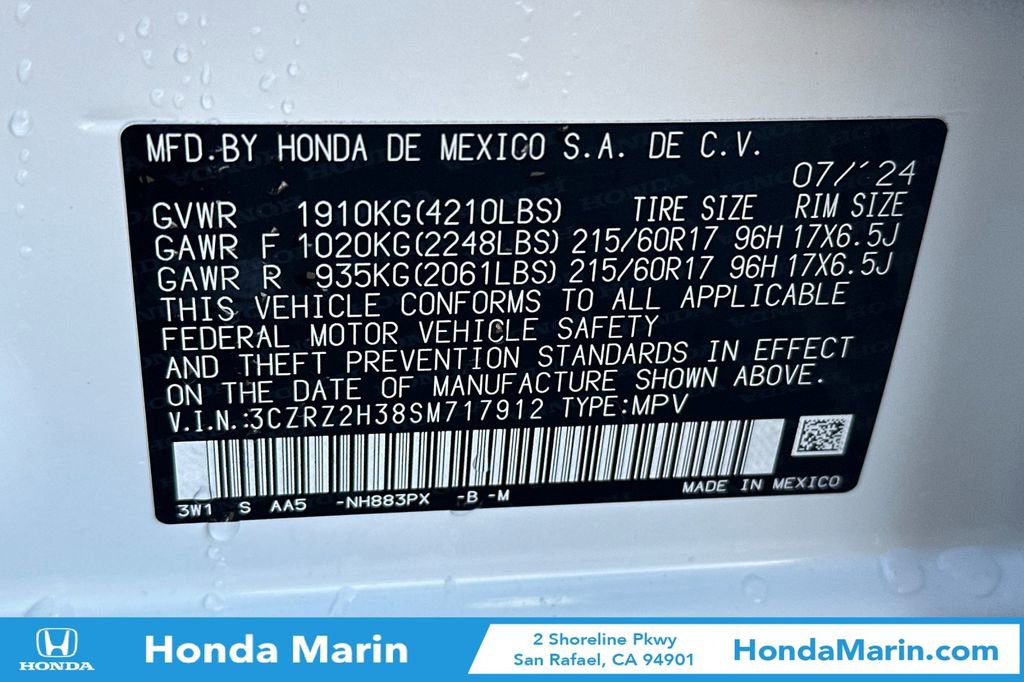 MFD.BY HONDA DE MEXICO S.A. DE C.V.
07/'24
GVWR 1910KG(4210LBS) TIRE SIZE RIM SIZE
GAWR F 1020KG(2248LBS) 215/60R17 96H 17X6.5J
GAWR R 935KG(2061LBS) 215/60R17 96H 17X6.5J
THIS VEHICLE CONFORMS TO ALL APPLICABLE
FEDERAL MOTOR VEHICLE SAFETY
AND THEFT PREVENTION STANDARDS IN EFFECT
ON THE DATE OF MANUFACTURE SHOWN ABOVE.
V.I.N.:3CZRZ2H38SM717912 TYPE:MPV
3W1 S AA5 -NH883PX -B -M MADE IN MEXICO
HONDA
Honda Marin
2 Shoreline Pkwy
San Rafael, CA 94901
HondaMarin.com